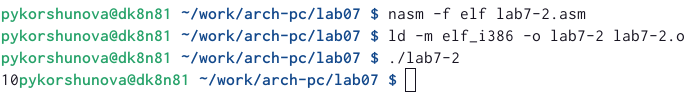 pykorshunova@dk8n81 ~/work/arch-pc/lab07 $ nasm -f elf lab7-2.asm
pykorshunova@dk8n81 ~/work/arch-pc/lab07 $ ld -m elf_i386 -o lab7-2 lab7-2.o
pykorshunova@dk8n81 ~/work/arch-pc/lab07 $ ./lab7-2
10pykorshunova@dk8n81 ~/work/arch-pc/lab07 $